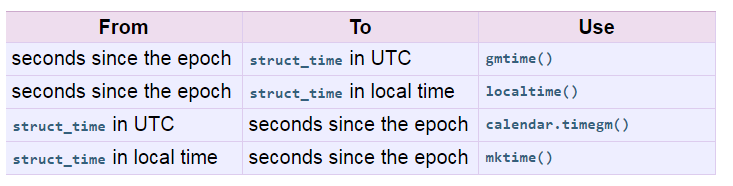 From To Use
seconds since the epoch struct_time in UTC gmtime()
seconds since the epoch struct_time in local time localtime()
struct_time in UTC seconds since the epoch calendar.timegm()
struct_time in local time seconds since the epoch mktime()